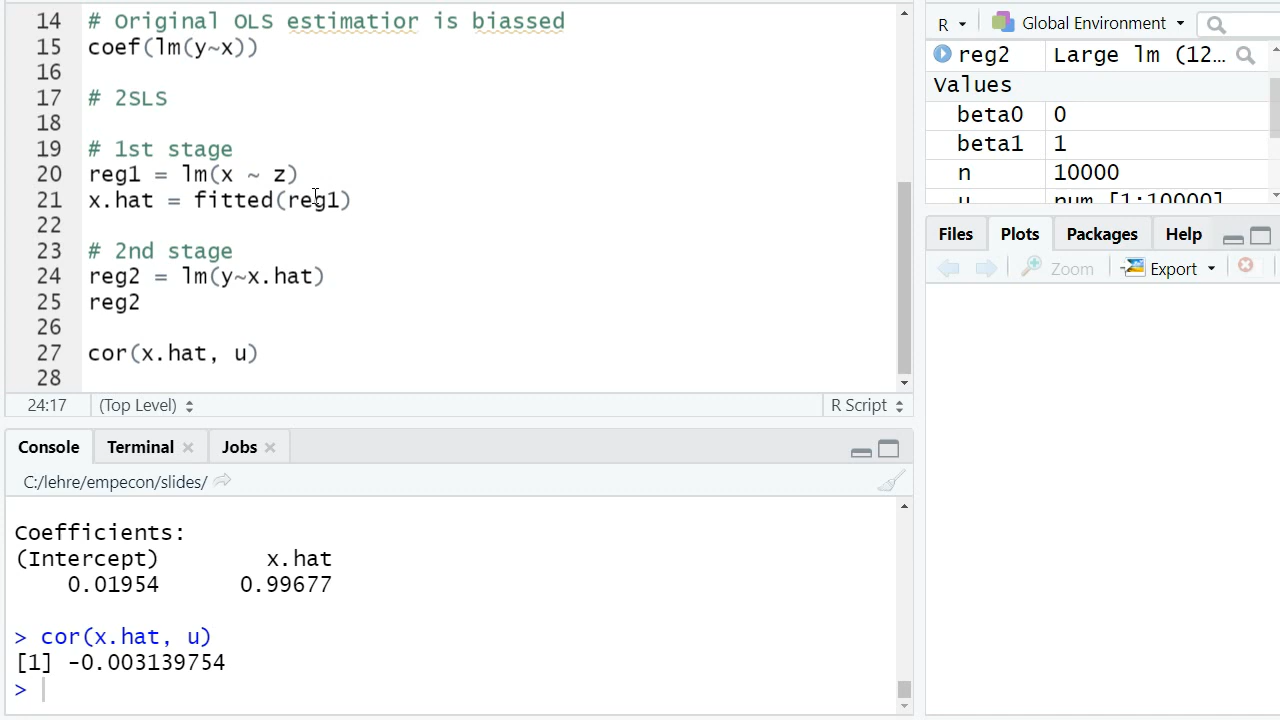 14 # Original OLS estimatior is biassed
15 coef(lm(y~x))
16
17 # 2SLS
18
19 # 1st stage
20 reg1 = lm(x ~ z)
21 x.hat = fitted(reg1)
22
23 # 2nd stage
24 reg2 = lm(y~x.hat)
25 reg2
26
27 cor(x.hat, u)
28
24:17 (Top Level) R Script
Console Terminal Jobs
C:/lehre/empecon/slides/
Coefficients:
(Intercept) x.hat
0.01954 0.99677
> cor(x.hat, u)
[1] -0.003139754
>
R Global Environment
reg2 Large lm (12…
Values
beta0 0
beta1 1
n 10000
u num [1:10000]
Files Plots Packages Help
Zoom Export